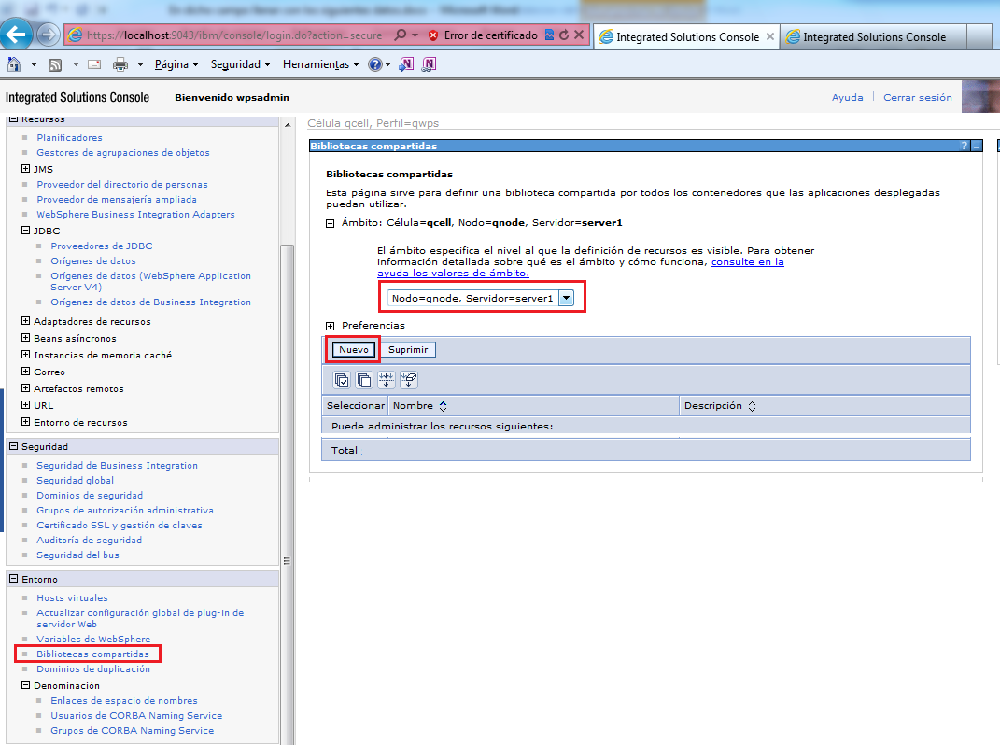 En dicho campo llenar con los siguientes datos.docx - Microsoft Word
https://localhost:9043/ibm/console/login.do?action=secure
Error de certificado
Integrated Solutions Console
Integrated Solutions Console
Página
Seguridad
Herramientas
Integrated Solutions Console
Bienvenido wpsadmin
Ayuda
Cerrar sesión
Recursos
Planificadores
Gestores de agrupaciones de objetos
JMS
Proveedor del directorio de personas
Proveedor de mensajería ampliada
WebSphere Business Integration Adapters
JDBC
Proveedores de JDBC
Orígenes de datos
Orígenes de datos (WebSphere Application
Server V4)
Orígenes de datos de Business Integration
Adaptadores de recursos
Beans asíncronos
Instancias de memoria caché
Correo
Artefactos remotos
URL
Entorno de recursos
Seguridad
Seguridad de Business Integration
Seguridad global
Dominios de seguridad
Grupos de autorización administrativa
Certificado SSL y gestión de claves
Auditoría de seguridad
Seguridad del bus
Entorno
Hosts virtuales
Actualizar configuración global de plug-in de
servidor Web
Variables de WebSphere
Bibliotecas compartidas
Dominios de duplicación
Denominación
Enlaces de espacio de nombres
Usuarios de CORBA Naming Service
Grupos de CORBA Naming Service
Célula qcell, Perfil=qwps
Bibliotecas compartidas
?
Bibliotecas compartidas
Esta página sirve para definir una biblioteca compartida por todos los contenedores que las aplicaciones desplegadas
puedan utilizar.
Ámbito: Célula=qcell, Nodo=qnode, Servidor=server1
El ámbito especifica el nivel al que la definición de recursos es visible. Para obtener
información detallada sobre qué es el ámbito y cómo funciona, consulte en la
ayuda los valores de ámbito.
Nodo=qnode, Servidor=server1
Preferencias
Nuevo
Suprimir
Seleccionar
Nombre
Descripción
Puede administrar los recursos siguientes:
Total